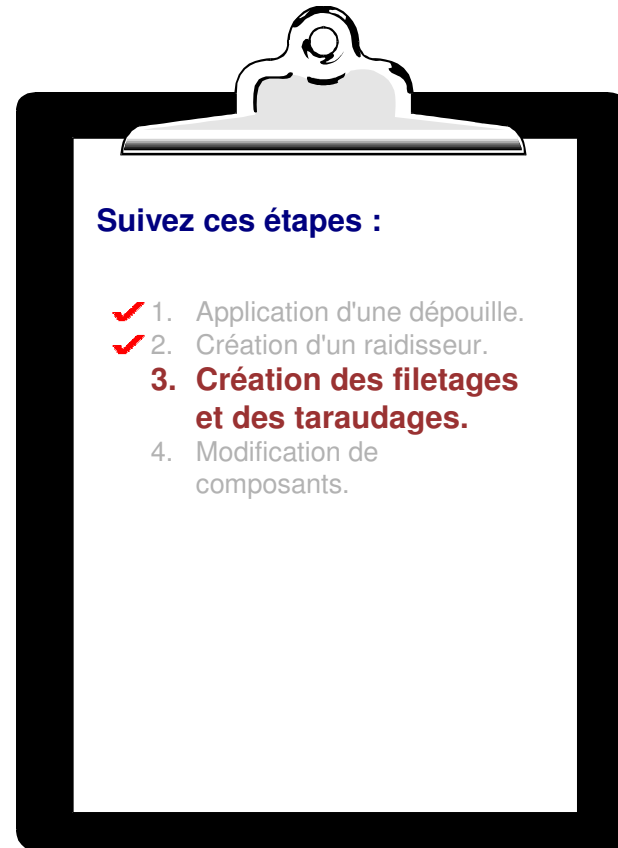 Suivez ces étapes :
1. Application d'une dépouille.
2. Création d'un raidisseur.
3. Création des filetages
et des taraudages.
4. Modification de
composants.